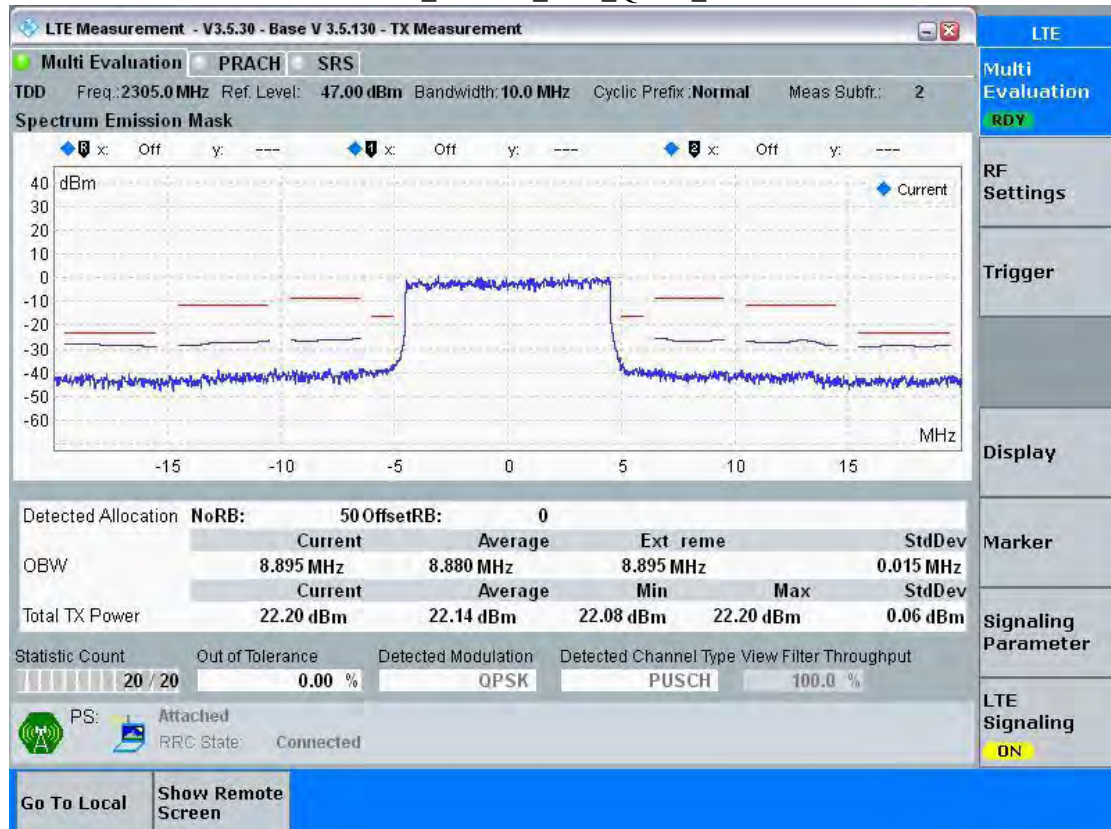 LTE Measurement - V3.5.30 - Base V 3.5.130 - TX Measurement
LTE
Multi Evaluation PRACH SRS
Multi
Evaluation
RDY
TDD Freq.:2305.0 MHz Ref. Level: 47.00 dBm Bandwidth:10.0 MHz Cyclic Prefix :Normal Meas Subfr.: 2
Spectrum Emission Mask
R x: Off y: --- 1 x: Off y: --- 2 x: Off y: ---
40 dBm
Current
30
20
10
0
-10
-20
-30
-40
-50
-60
MHz
-15 -10 -5 0 5 10 15
RF
Settings
Trigger
Display
Marker
Signaling
Parameter
LTE
Signaling
ON
Detected Allocation NoRB: 50 OffsetRB: 0
Current Average Ext reme StdDev
OBW 8.895 MHz 8.880 MHz 8.895 MHz 0.015 MHz
Current Average Min Max StdDev
Total TX Power 22.20 dBm 22.14 dBm 22.08 dBm 22.20 dBm 0.06 dBm
Statistic Count Out of Tolerance Detected Modulation Detected Channel Type View Filter Throughput
20 / 20 0.00 % QPSK PUSCH 100.0 %
PS: Attached
RRC State: Connected
Go To Local
Show Remote
Screen